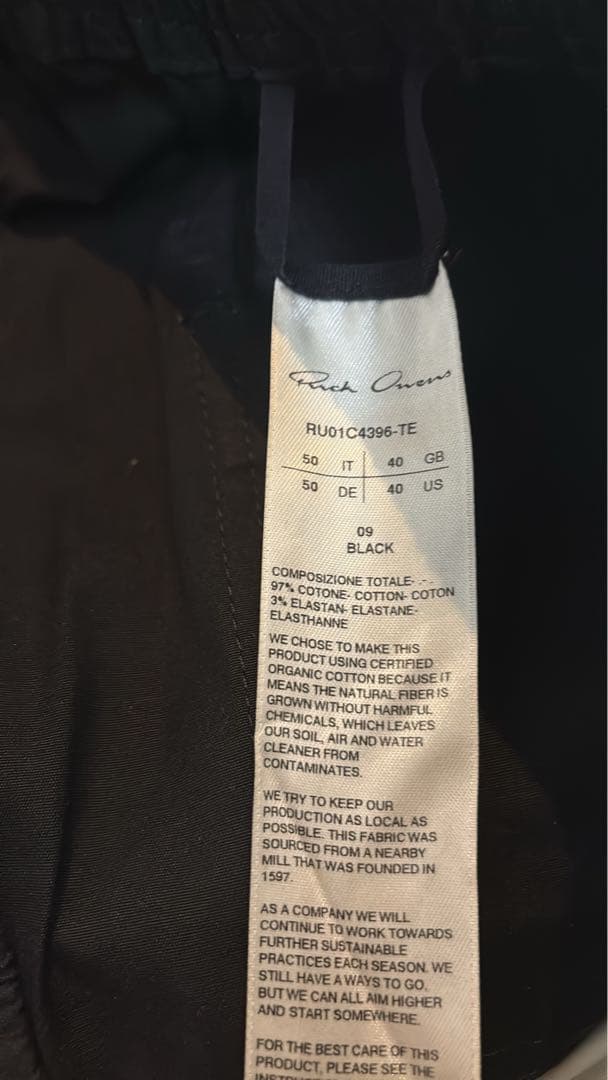 Rick Owens
RU01C4396-TE
50 IT 40 GB
50 DE 40 US
09
BLACK
COMPOSIZIONE TOTALE- .- .
97% COTONE- COTTON- COTON
3% ELASTAN- ELASTANE-
ELASTHANNE
WE CHOSE TO MAKE THIS
PRODUCT USING CERTIFIED
ORGANIC COTTON BECAUSE IT
MEANS THE NATURAL FIBER IS
GROWN WITHOUT HARMFUL
CHEMICALS, WHICH LEAVES
OUR SOIL, AIR AND WATER
CLEANER FROM
CONTAMINATES.
WE TRY TO KEEP OUR
PRODUCTION AS LOCAL AS
POSSIBLE. THIS FABRIC WAS
SOURCED FROM A NEARBY
MILL THAT WAS FOUNDED IN
1597.
AS A COMPANY WE WILL
CONTINUE TO WORK TOWARDS
FURTHER SUSTAINABLE
PRACTICES EACH SEASON. WE
STILL HAVE A WAYS TO GO.
BUT WE CAN ALL AIM HIGHER
AND START SOMEWHERE.
FOR THE BEST CARE OF THIS
PRODUCT, PLEASE SEE THE